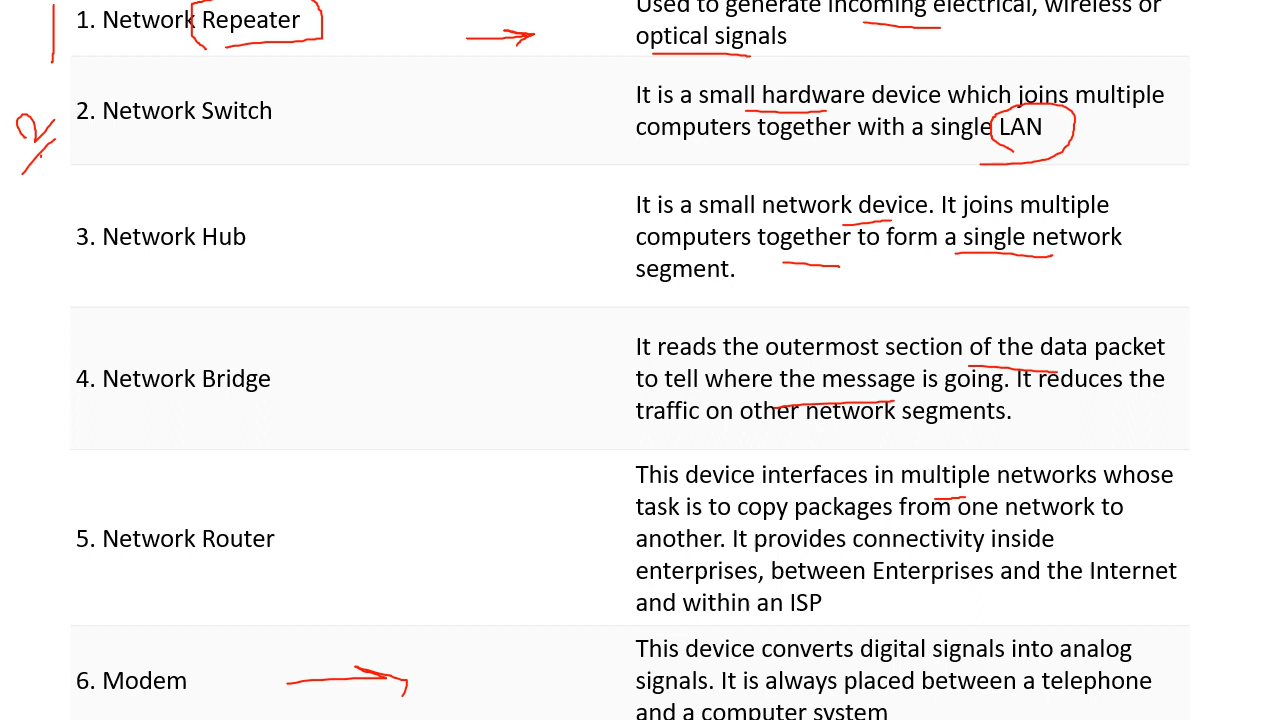 1. Network Repeater
Used to generate incoming electrical, wireless or
optical signals
2
2. Network Switch
It is a small hardware device which joins multiple
computers together with a single LAN
3. Network Hub
It is a small network device. It joins multiple
computers together to form a single network
segment.
4. Network Bridge
It reads the outermost section of the data packet
to tell where the message is going. It reduces the
traffic on other network segments.
5. Network Router
This device interfaces in multiple networks whose
task is to copy packages from one network to
another. It provides connectivity inside
enterprises, between Enterprises and the Internet
and within an ISP
6. Modem
This device converts digital signals into analog
signals. It is always placed between a telephone
and a computer system